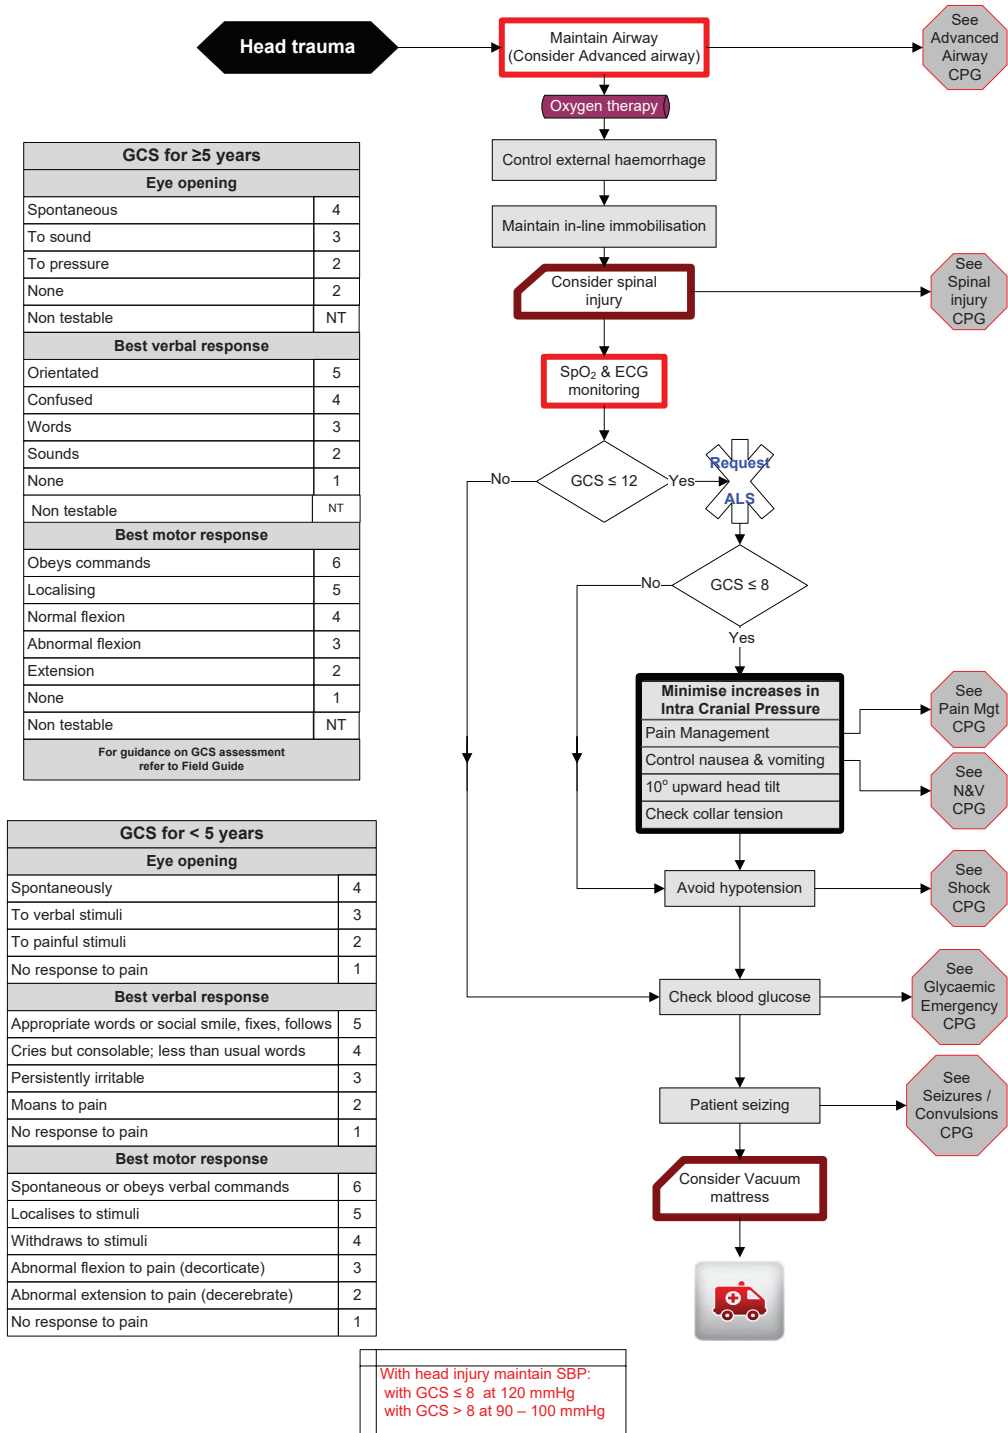 Head trauma
Maintain Airway
(Consider Advanced airway)
See
Advanced
Airway
CPG
Oxygen therapy
Control external haemorrhage
Maintain in-line immobilisation
Consider spinal
injury
See
Spinal
injury
CPG
SpO₂ & ECG
monitoring
GCS ≤ 12
No
Yes
Request
ALS
GCS ≤ 8
No
Yes
Minimise increases in
Intra Cranial Pressure
Pain Management
Control nausea & vomiting
10° upward head tilt
Check collar tension
See
Pain Mgt
CPG
See
N&V
CPG
Avoid hypotension
See
Shock
CPG
Check blood glucose
See
Glycaemic
Emergency
CPG
Patient seizing
See
Seizures /
Convulsions
CPG
Consider Vacuum
mattress
GCS for ≥5 years
Eye opening
Spontaneous 4
To sound 3
To pressure 2
None 2
Non testable NT
Best verbal response
Orientated 5
Confused 4
Words 3
Sounds 2
None 1
Non testable NT
Best motor response
Obeys commands 6
Localising 5
Normal flexion 4
Abnormal flexion 3
Extension 2
None 1
Non testable NT
For guidance on GCS assessment
refer to Field Guide
GCS for < 5 years
Eye opening
Spontaneously 4
To verbal stimuli 3
To painful stimuli 2
No response to pain 1
Best verbal response
Appropriate words or social smile, fixes, follows 5
Cries but consolable; less than usual words 4
Persistently irritable 3
Moans to pain 2
No response to pain 1
Best motor response
Spontaneous or obeys verbal commands 6
Localises to stimuli 5
Withdraws to stimuli 4
Abnormal flexion to pain (decorticate) 3
Abnormal extension to pain (decerebrate) 2
No response to pain 1
With head injury maintain SBP:
with GCS ≤ 8 at 120 mmHg
with GCS > 8 at 90 – 100 mmHg